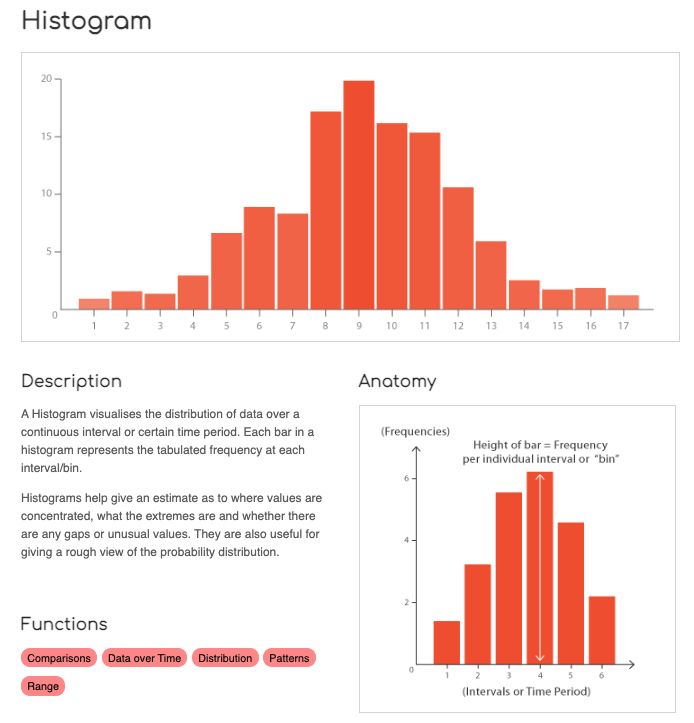 Histogram
20
15
10
5
0
1 2 3 4 5 6 7 8 9 10 11 12 13 14 15 16 17
Description
A Histogram visualises the distribution of data over a
continuous interval or certain time period. Each bar in a
histogram represents the tabulated frequency at each
interval/bin.
Histograms help give an estimate as to where values are
concentrated, what the extremes are and whether there
are any gaps or unusual values. They are also useful for
giving a rough view of the probability distribution.
Functions
Comparisons Data over Time Distribution Patterns
Range
Anatomy
(Frequencies)
Height of bar = Frequency
per individual interval or "bin"
6
4
2
0
1 2 3 4 5 6
(Intervals or Time Period)